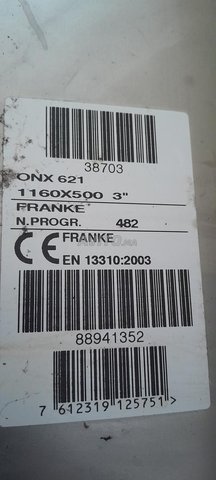 38703
ONX 621
1160X500 3"
FRANKE
N.PROGR. 482
CE FRANKE
EN 13310:2003
88941352
7 612319 125751 >